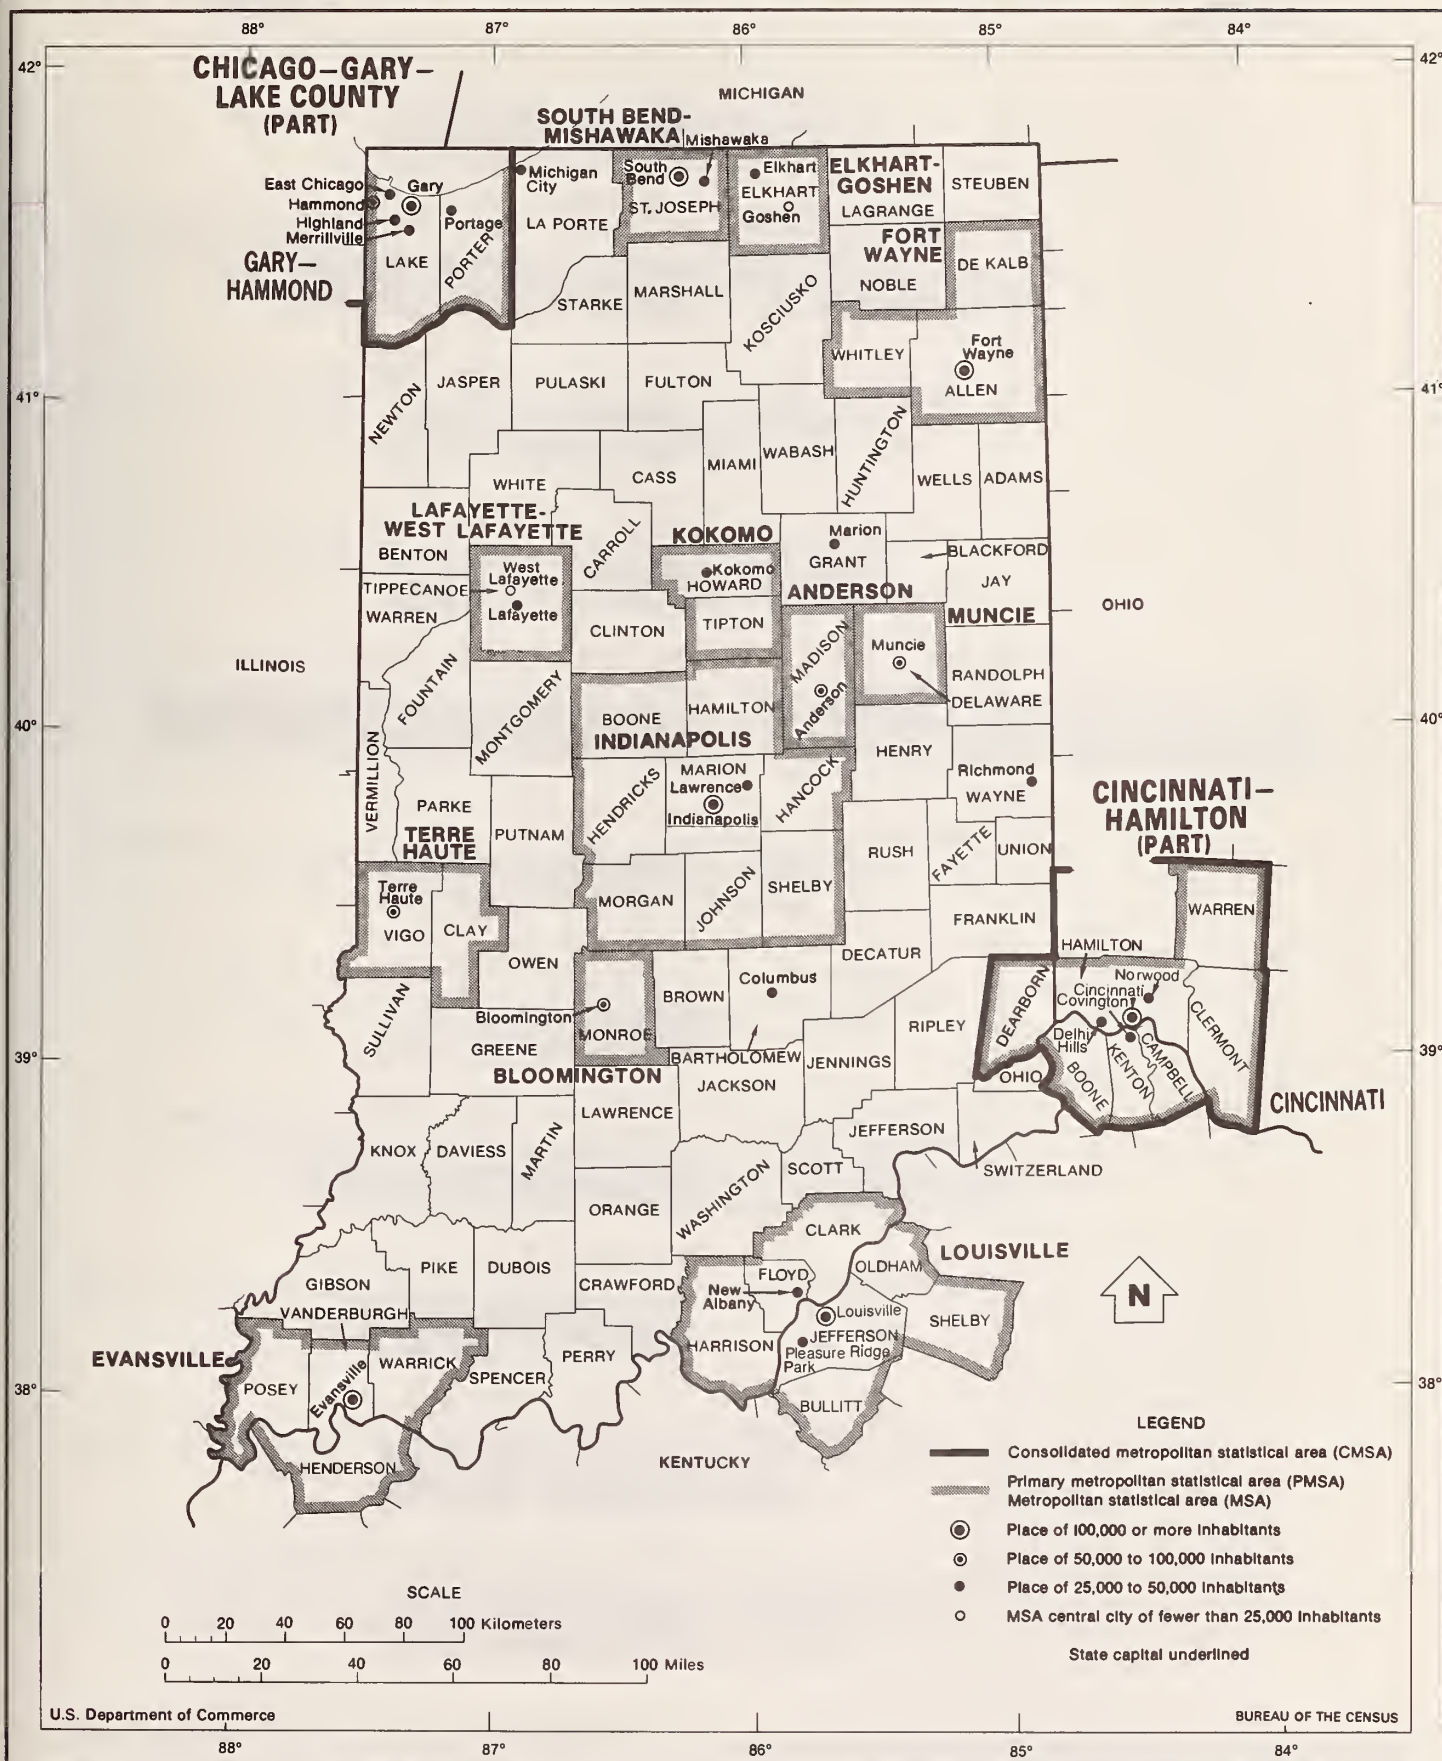 88°
87°
86°
85°
84°
42°
42°
CHICAGO–GARY–
LAKE COUNTY
(PART)
MICHIGAN
SOUTH BEND-
MISHAWAKA
Mishawaka
South
Bend
ST. JOSEPH
Elkhart
ELKHART
Goshen
ELKHART-
GOSHEN
LAGRANGE
STEUBEN
Michigan
City
LA PORTE
East Chicago
Gary
Hammond
Highland
Merrillville
Portage
LAKE
PORTER
GARY–
HAMMOND
FORT
WAYNE
NOBLE
DE KALB
STARKE
MARSHALL
KOSCIUSKO
WHITLEY
Fort
Wayne
ALLEN
41°
41°
NEWTON
JASPER
PULASKI
FULTON
MIAMI
WABASH
HUNTINGTON
WELLS
ADAMS
WHITE
CASS
LAFAYETTE-
WEST LAFAYETTE
CARROLL
KOKOMO
Marion
GRANT
BLACKFORD
JAY
BENTON
West
Lafayette
TIPPECANOE
Lafayette
WARREN
Kokomo
HOWARD
ANDERSON
MUNCIE
OHIO
CLINTON
TIPTON
MADISON
Anderson
Muncie
RANDOLPH
DELAWARE
ILLINOIS
FOUNTAIN
MONTGOMERY
BOONE
HAMILTON
INDIANAPOLIS
40°
40°
HENRY
VERMILLION
PARKE
PUTNAM
HENDRICKS
MARION
Lawrence
Indianapolis
HANCOCK
Richmond
WAYNE
CINCINNATI–
HAMILTON
(PART)
TERRE
HAUTE
RUSH
FAYETTE
UNION
Terre
Haute
VIGO
CLAY
MORGAN
JOHNSON
SHELBY
FRANKLIN
WARREN
OWEN
DECATUR
HAMILTON
Norwood
Cincinnati
Covington
Delhi
Hills
DEARBORN
CLERMONT
SULLIVAN
Bloomington
MONROE
BROWN
Columbus
BARTHOLOMEW
RIPLEY
39°
39°
GREENE
BLOOMINGTON
JACKSON
JENNINGS
OHIO
BOONE
KENTON
CAMPBELL
CINCINNATI
LAWRENCE
JEFFERSON
SWITZERLAND
KNOX
DAVIESS
MARTIN
WASHINGTON
SCOTT
ORANGE
CLARK
LOUISVILLE
GIBSON
PIKE
DUBOIS
CRAWFORD
FLOYD
OLDHAM
New
Albany
Louisville
JEFFERSON
Pleasure Ridge
Park
SHELBY
N
VANDERBURGH
HARRISON
EVANSVILLE
POSEY
Evansville
WARRICK
SPENCER
PERRY
38°
38°
BULLITT
HENDERSON
KENTUCKY
LEGEND
Consolidated metropolitan statistical area (CMSA)
Primary metropolitan statistical area (PMSA)
Metropolitan statistical area (MSA)
Place of 100,000 or more inhabitants
Place of 50,000 to 100,000 inhabitants
Place of 25,000 to 50,000 inhabitants
MSA central city of fewer than 25,000 inhabitants
State capital underlined
SCALE
0 20 40 60 80 100 Kilometers
0 20 40 60 80 100 Miles
U.S. Department of Commerce
BUREAU OF THE CENSUS
88°
87°
86°
85°
84°